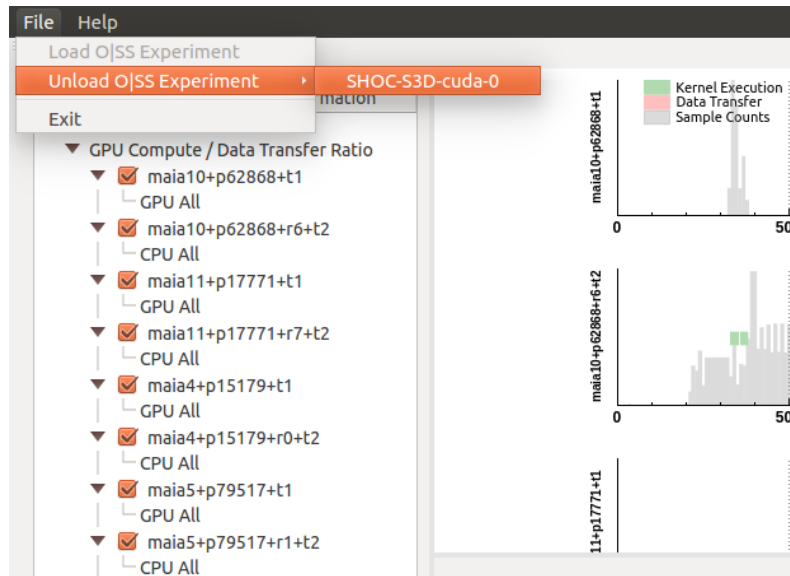 File Help
Load O|SS Experiment
Unload O|SS Experiment
SHOC-S3D-cuda-0
Exit
GPU Compute / Data Transfer Ratio
maia10+p62868+t1
GPU All
maia10+p62868+r6+t2
CPU All
maia11+p17771+t1
GPU All
maia11+p17771+r7+t2
CPU All
maia4+p15179+t1
GPU All
maia4+p15179+r0+t2
CPU All
maia5+p79517+t1
GPU All
maia5+p79517+r1+t2
CPU All
Kernel Execution
Data Transfer
Sample Counts
maia10+p62868+t1
0 50
maia10+p62868+r6+t2
0 50
11+p17771+t1